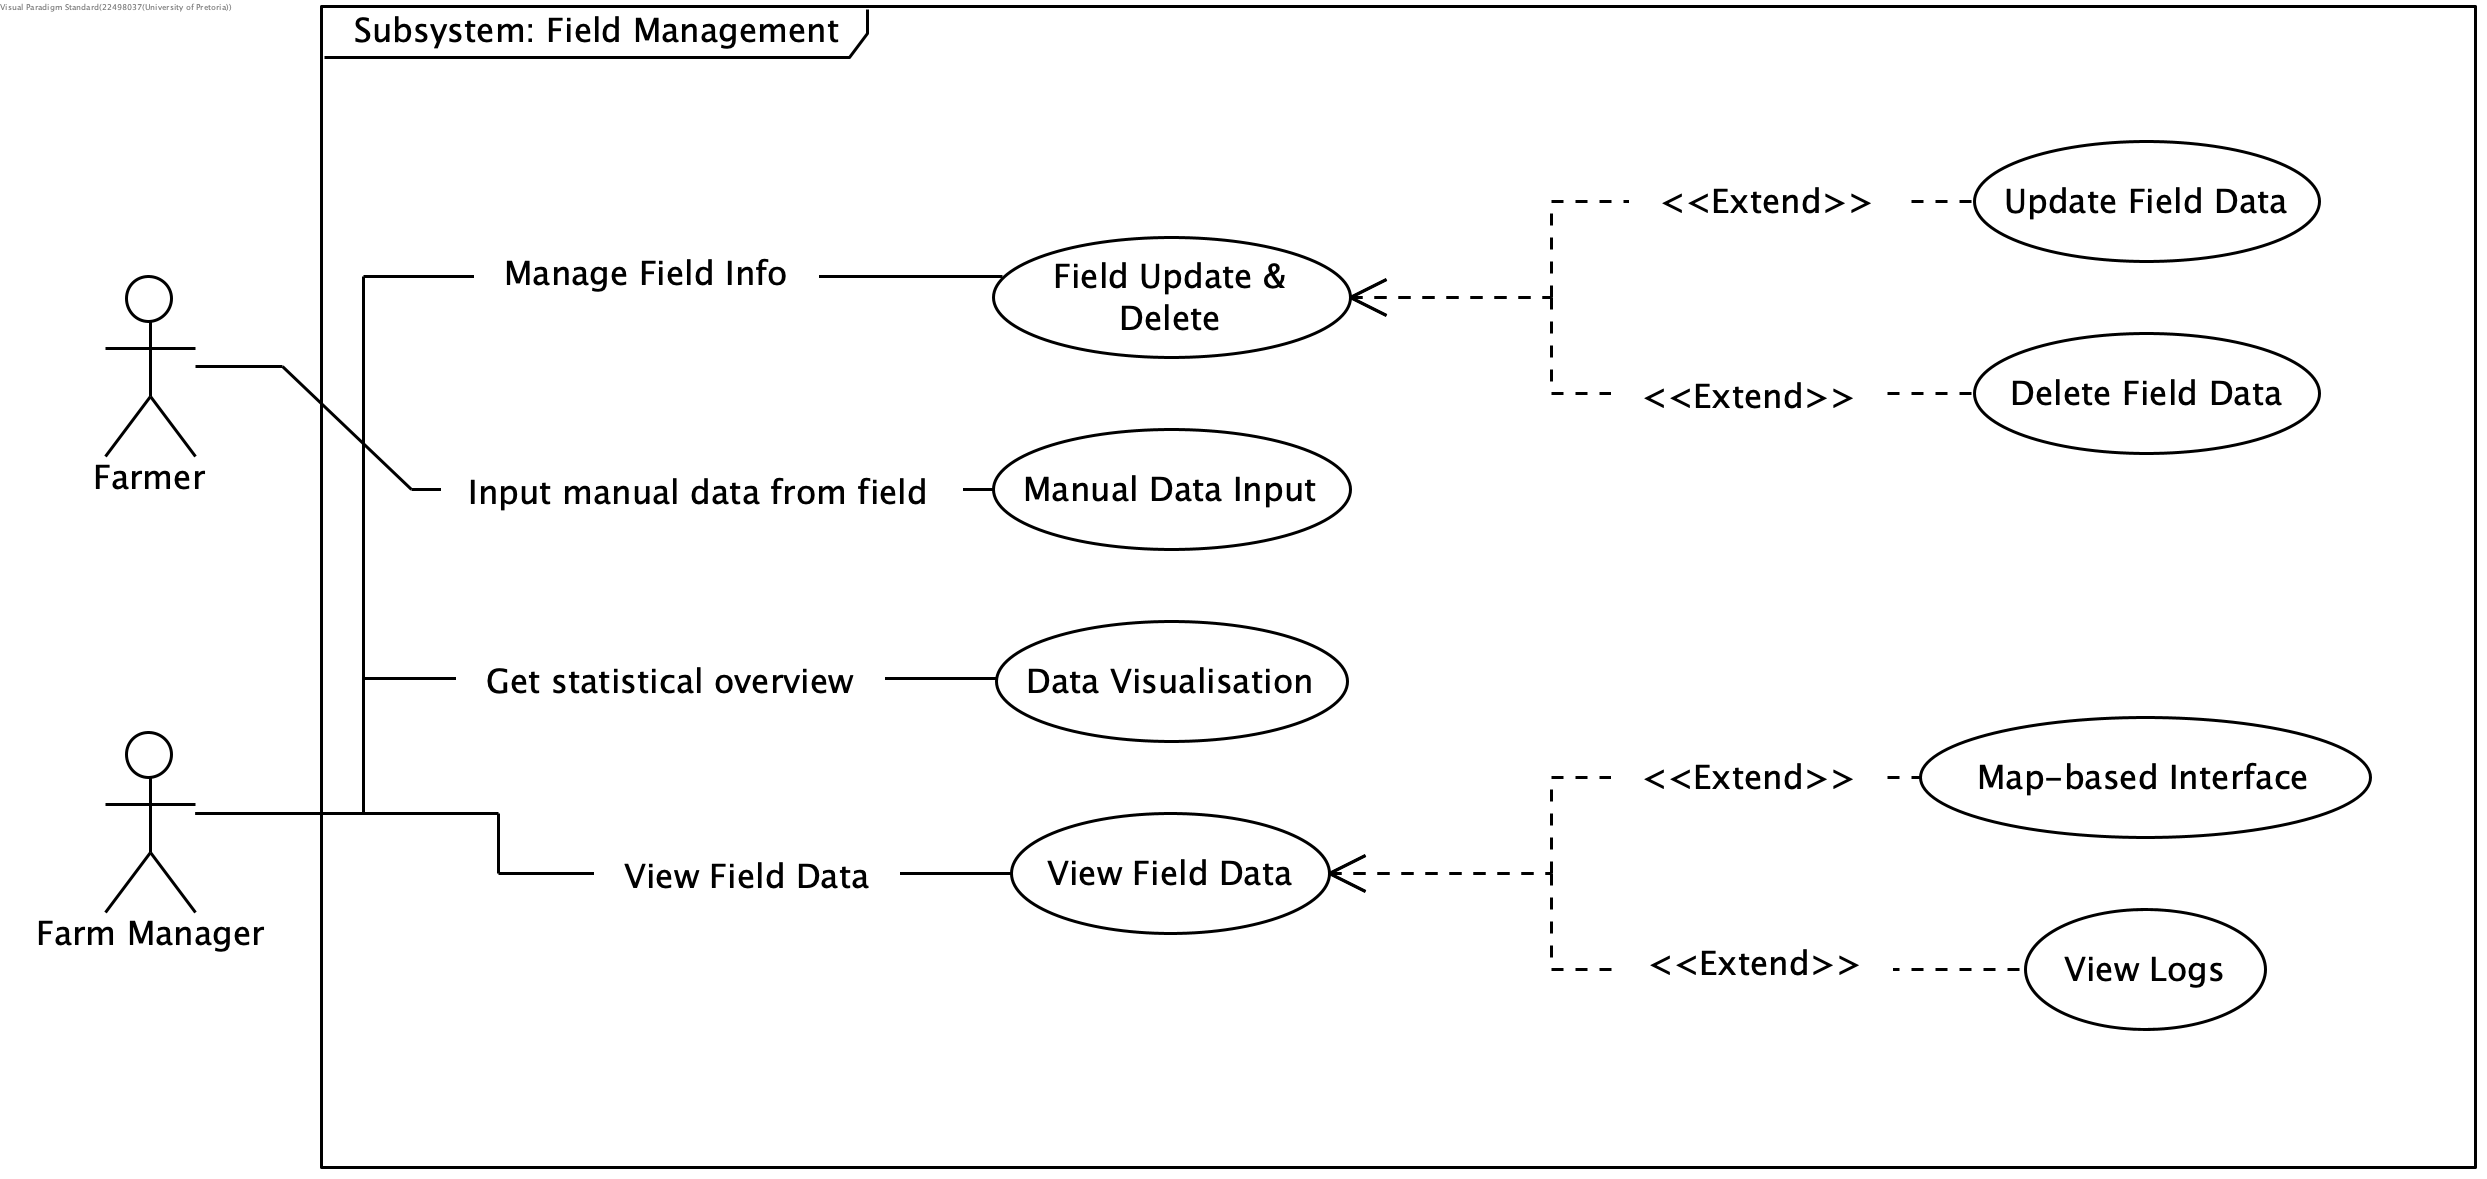 Visual Paradigm Standard(22498037(University of Pretoria))
Subsystem: Field Management
Update Field Data
<<Extend>>
Manage Field Info
Field Update &
Delete
Delete Field Data
<<Extend>>
Farmer
Input manual data from field
Manual Data Input
Get statistical overview
Data Visualisation
<<Extend>>
Map-based Interface
View Field Data
View Field Data
Farm Manager
<<Extend>>
View Logs